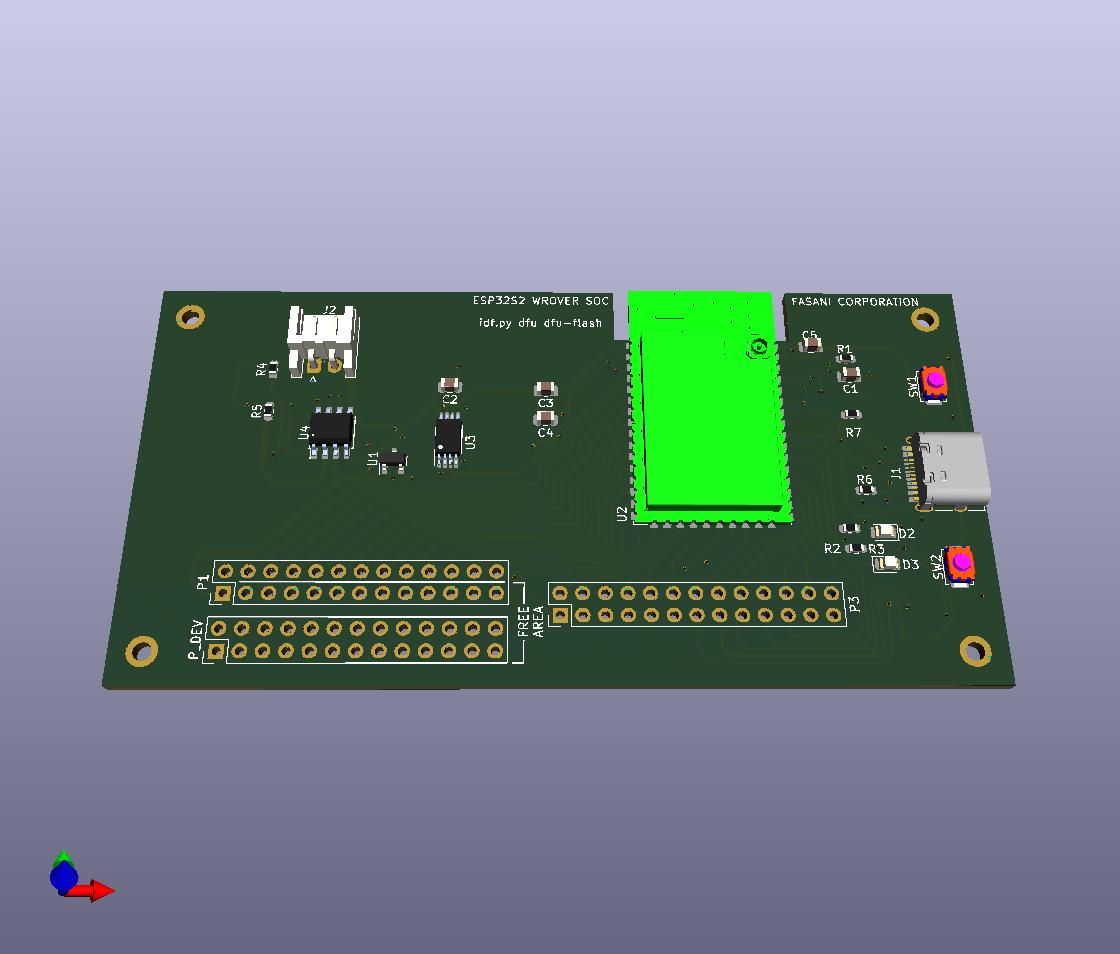 ESP32S2 WROVER SOC
FASANI CORPORATION
idf.py dfu dfu-flash
J2
C5
R1
R4
C1
SW1
C2
C3
R5
C4
R7
U4
U3
U1
J1
R6
U2
D2
R2
R3
D3
SW2
P1
P3
FREE
AREA
P_DEV